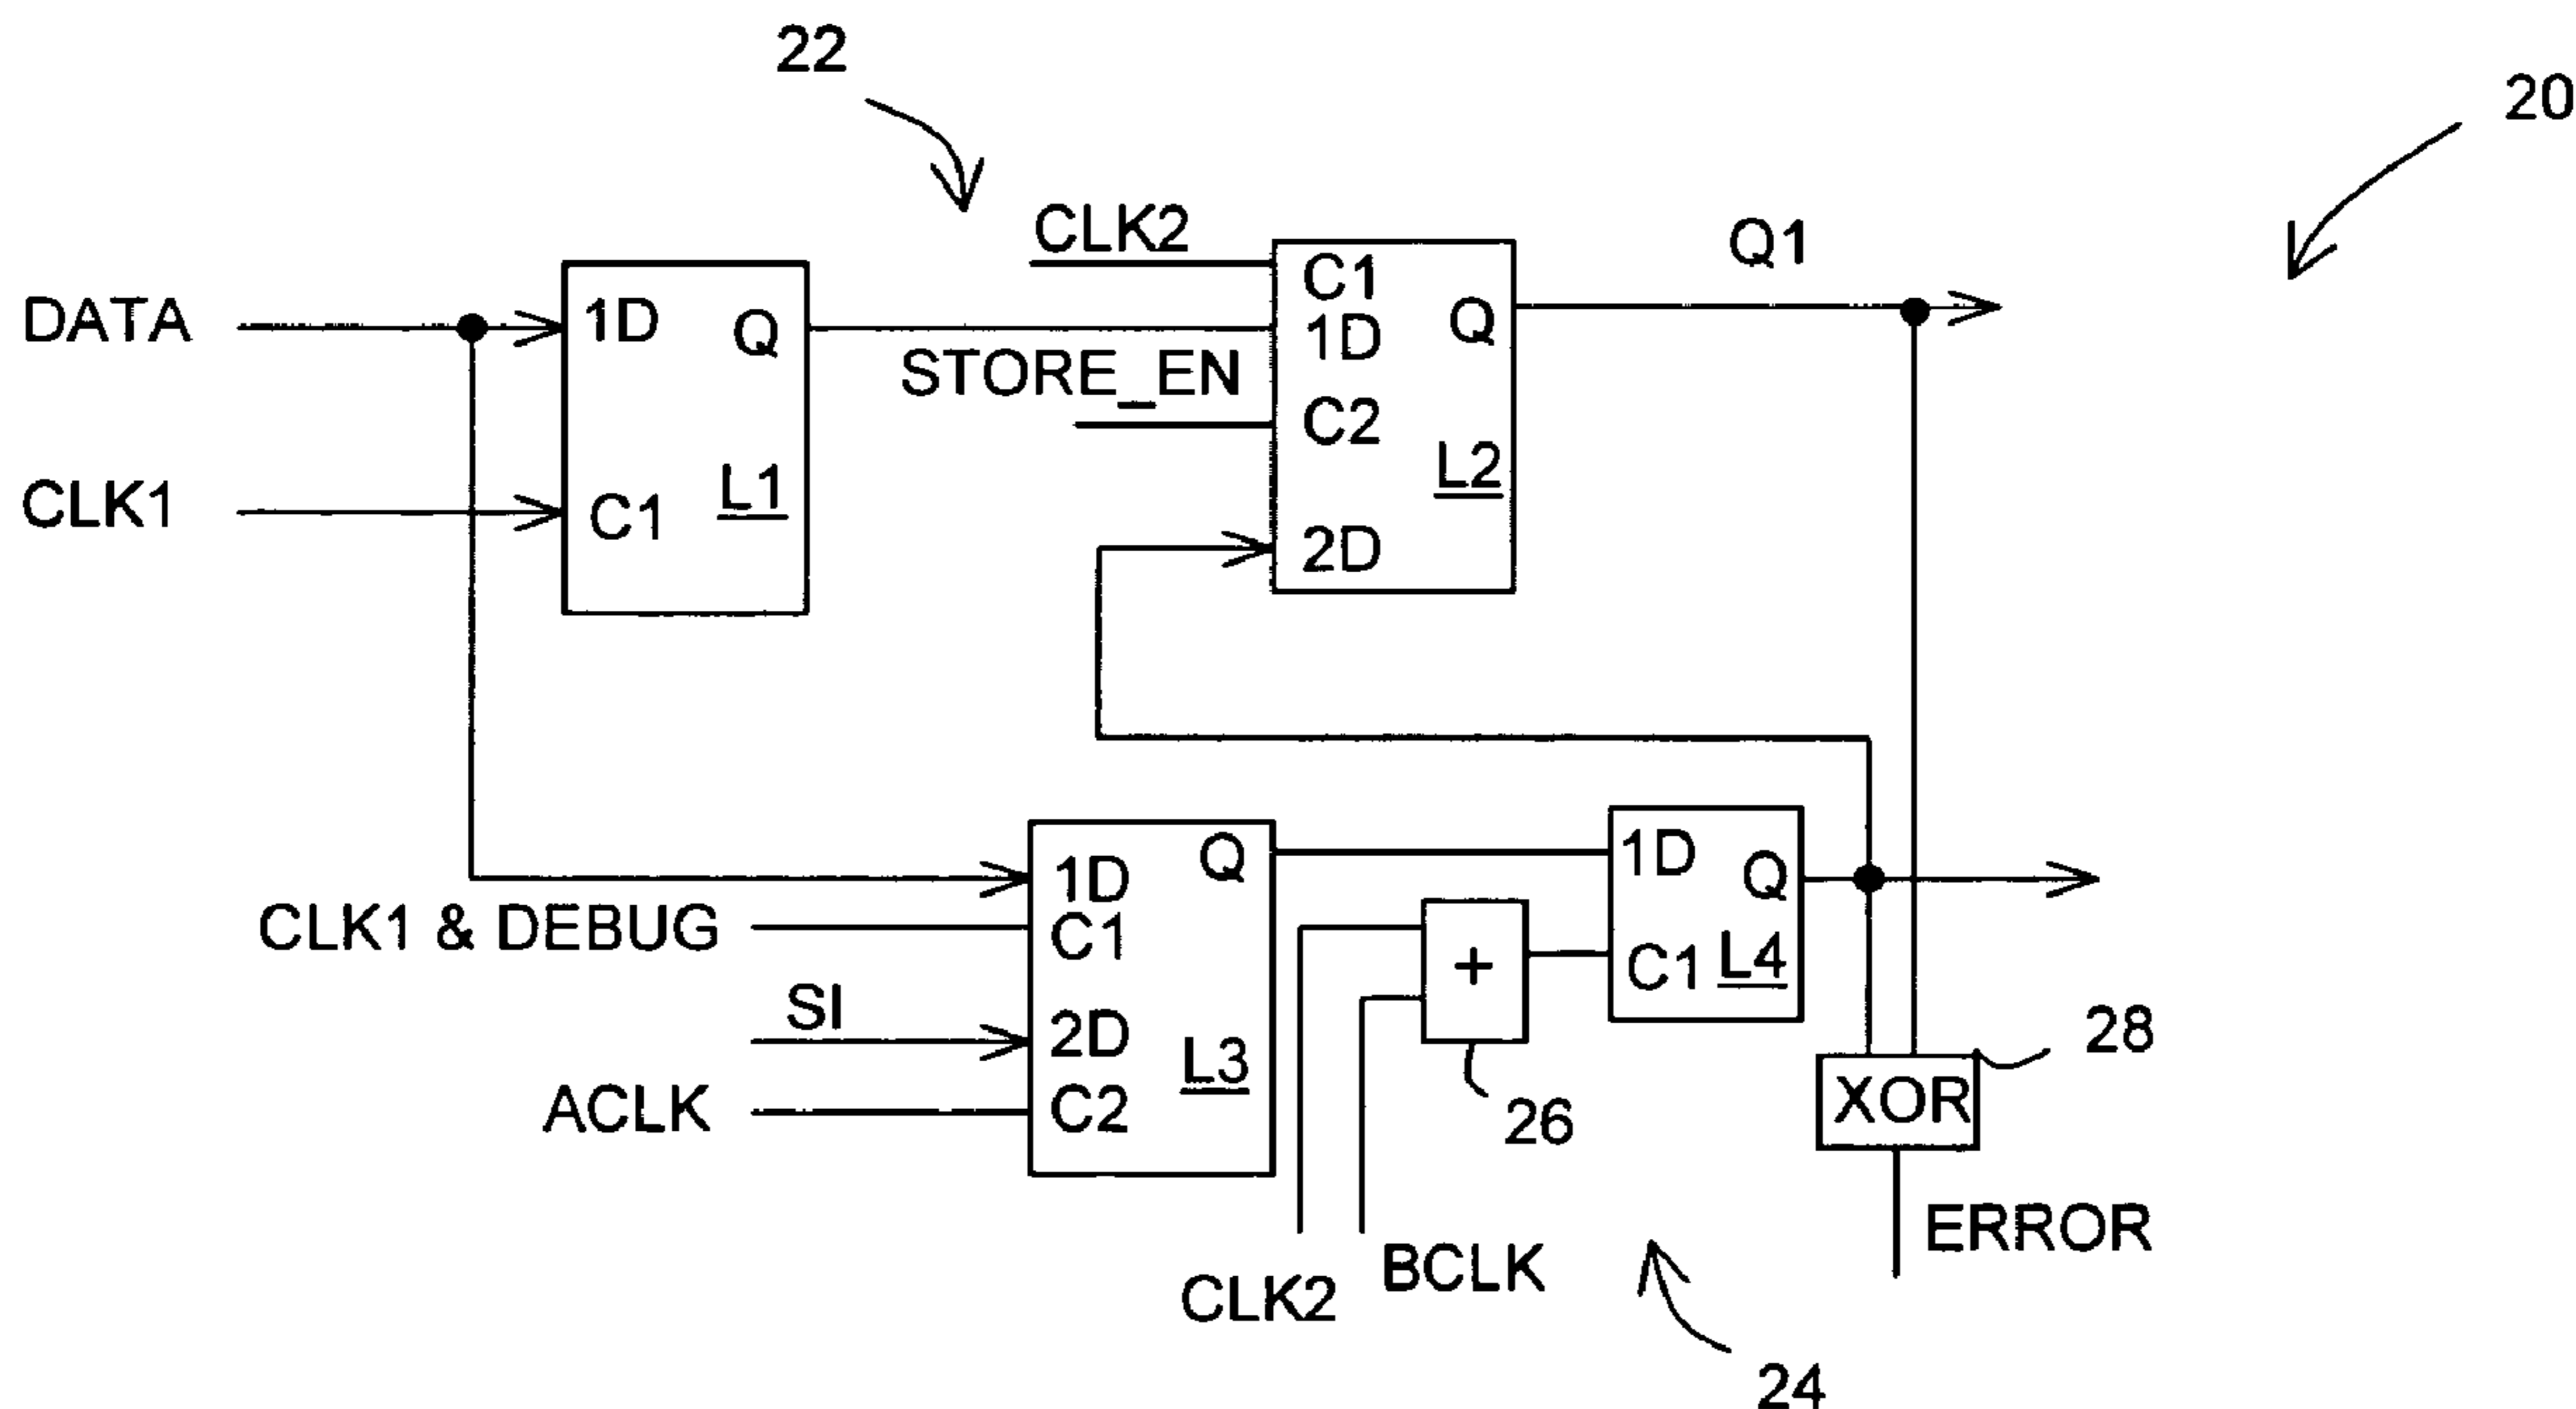 22
20
CLK2
Q1
DATA
1D
Q
C1
1D
Q
STORE_EN
C2
L2
CLK1
C1
L1
2D
1D
Q
1D
Q
CLK1 & DEBUG
C1
+
C1
L4
SI
2D
L3
28
ACLK
C2
26
XOR
CLK2
BCLK
ERROR
24